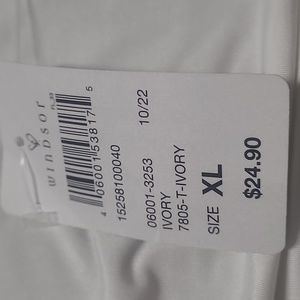 WINDSOR
4 06001 53817 5
15258100040
10/22
06001-3253
IVORY
7805-T-IVORY
SIZE XL
$24.90